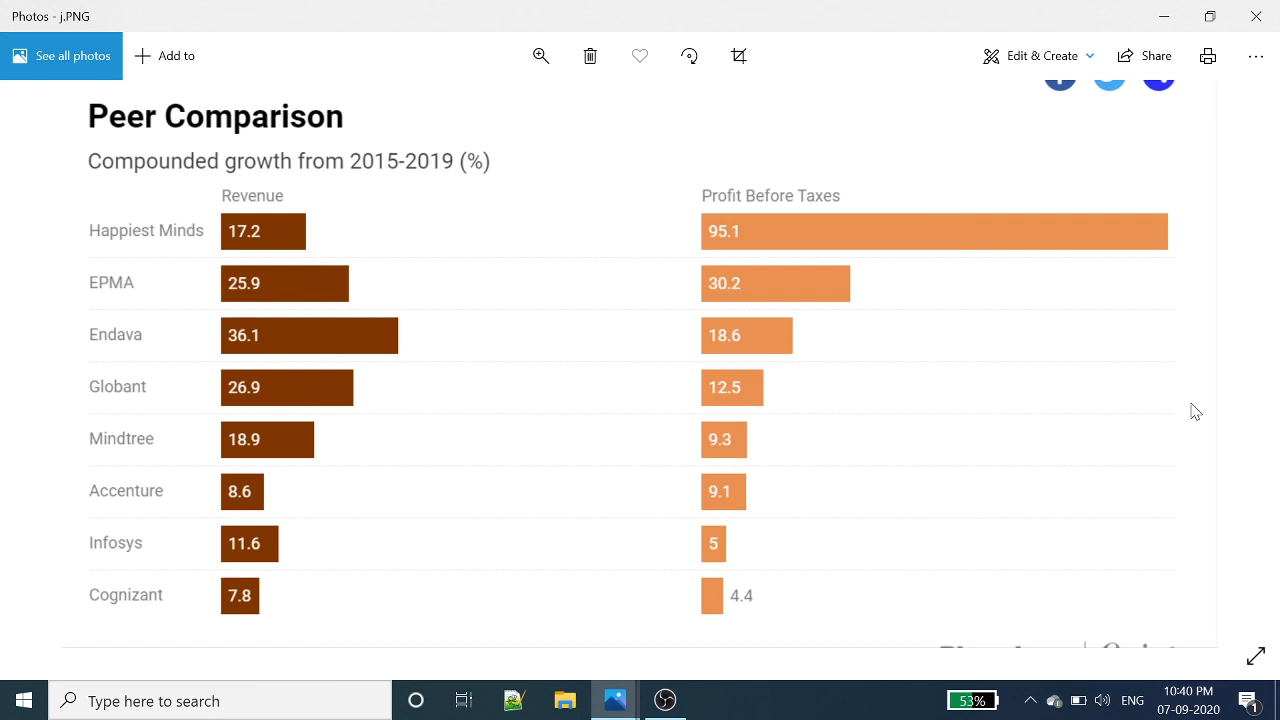 Photos - y.JPNG
See all photos
Add to
Edit & Create
Share
Peer Comparison
Compounded growth from 2015-2019 (%)
Revenue Profit Before Taxes
Happiest Minds 17.2 95.1
EPMA 25.9 30.2
Endava 36.1 18.6
Globant 26.9 12.5
Mindtree 18.9 9.3
Accenture 8.6 9.1
Infosys 11.6 5
Cognizant 7.8 4.4
Type here to search
53%
ENG
10:40 PM
07-09-2020
1